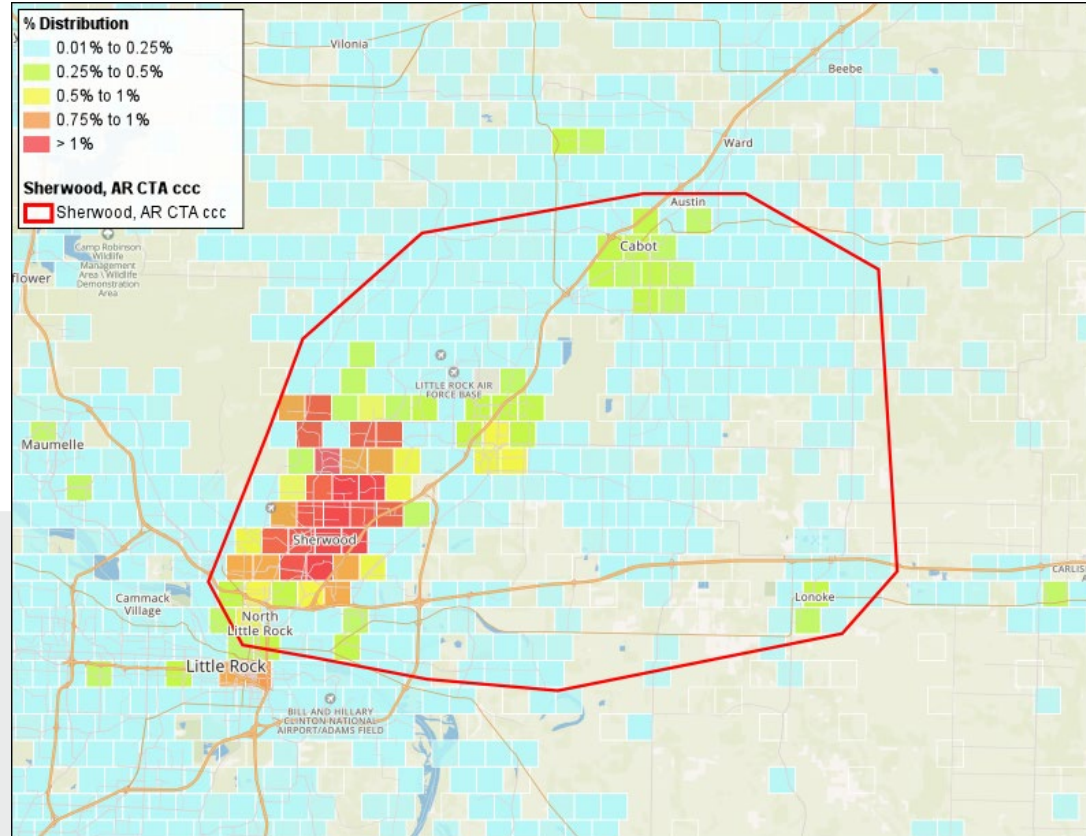 % Distribution
0.01% to 0.25%
0.25% to 0.5%
0.5% to 1%
0.75% to 1%
> 1%
Sherwood, AR CTA ccc
Sherwood, AR CTA ccc
Vilonia
Beebe
Ward
Austin
Cabot
Camp Robinson
Wildlife
Management
Area \ Wildlife
Demonstration
Area
flower
LITTLE ROCK AIR
FORCE BASE
Maumelle
Sherwood
CARLIS
Cammack
Village
Lonoke
North
Little Rock
Little Rock
BILL AND HILLARY
CLINTON NATIONAL
AIRPORT/ADAMS FIELD